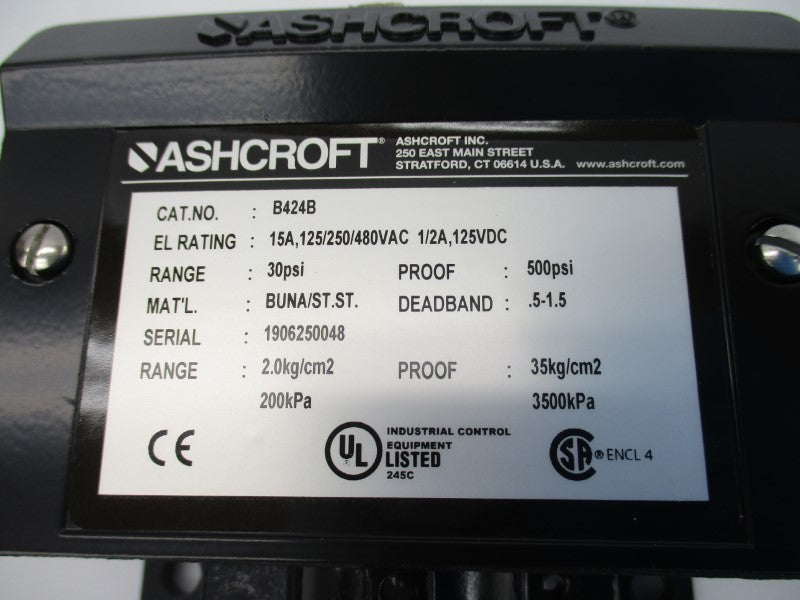 ASHCROFT®
ASHCROFT® ASHCROFT INC.
250 EAST MAIN STREET
STRATFORD, CT 06614 U.S.A. www.ashcroft.com
CAT.NO. : B424B
EL RATING : 15A,125/250/480VAC 1/2A,125VDC
RANGE : 30psi PROOF : 500psi
MAT'L. : BUNA/ST.ST. DEADBAND : .5-1.5
SERIAL : 1906250048
RANGE : 2.0kg/cm2 PROOF : 35kg/cm2
200kPa 3500kPa
CE UL INDUSTRIAL CONTROL
EQUIPMENT
LISTED
245C
SA® ENCL 4